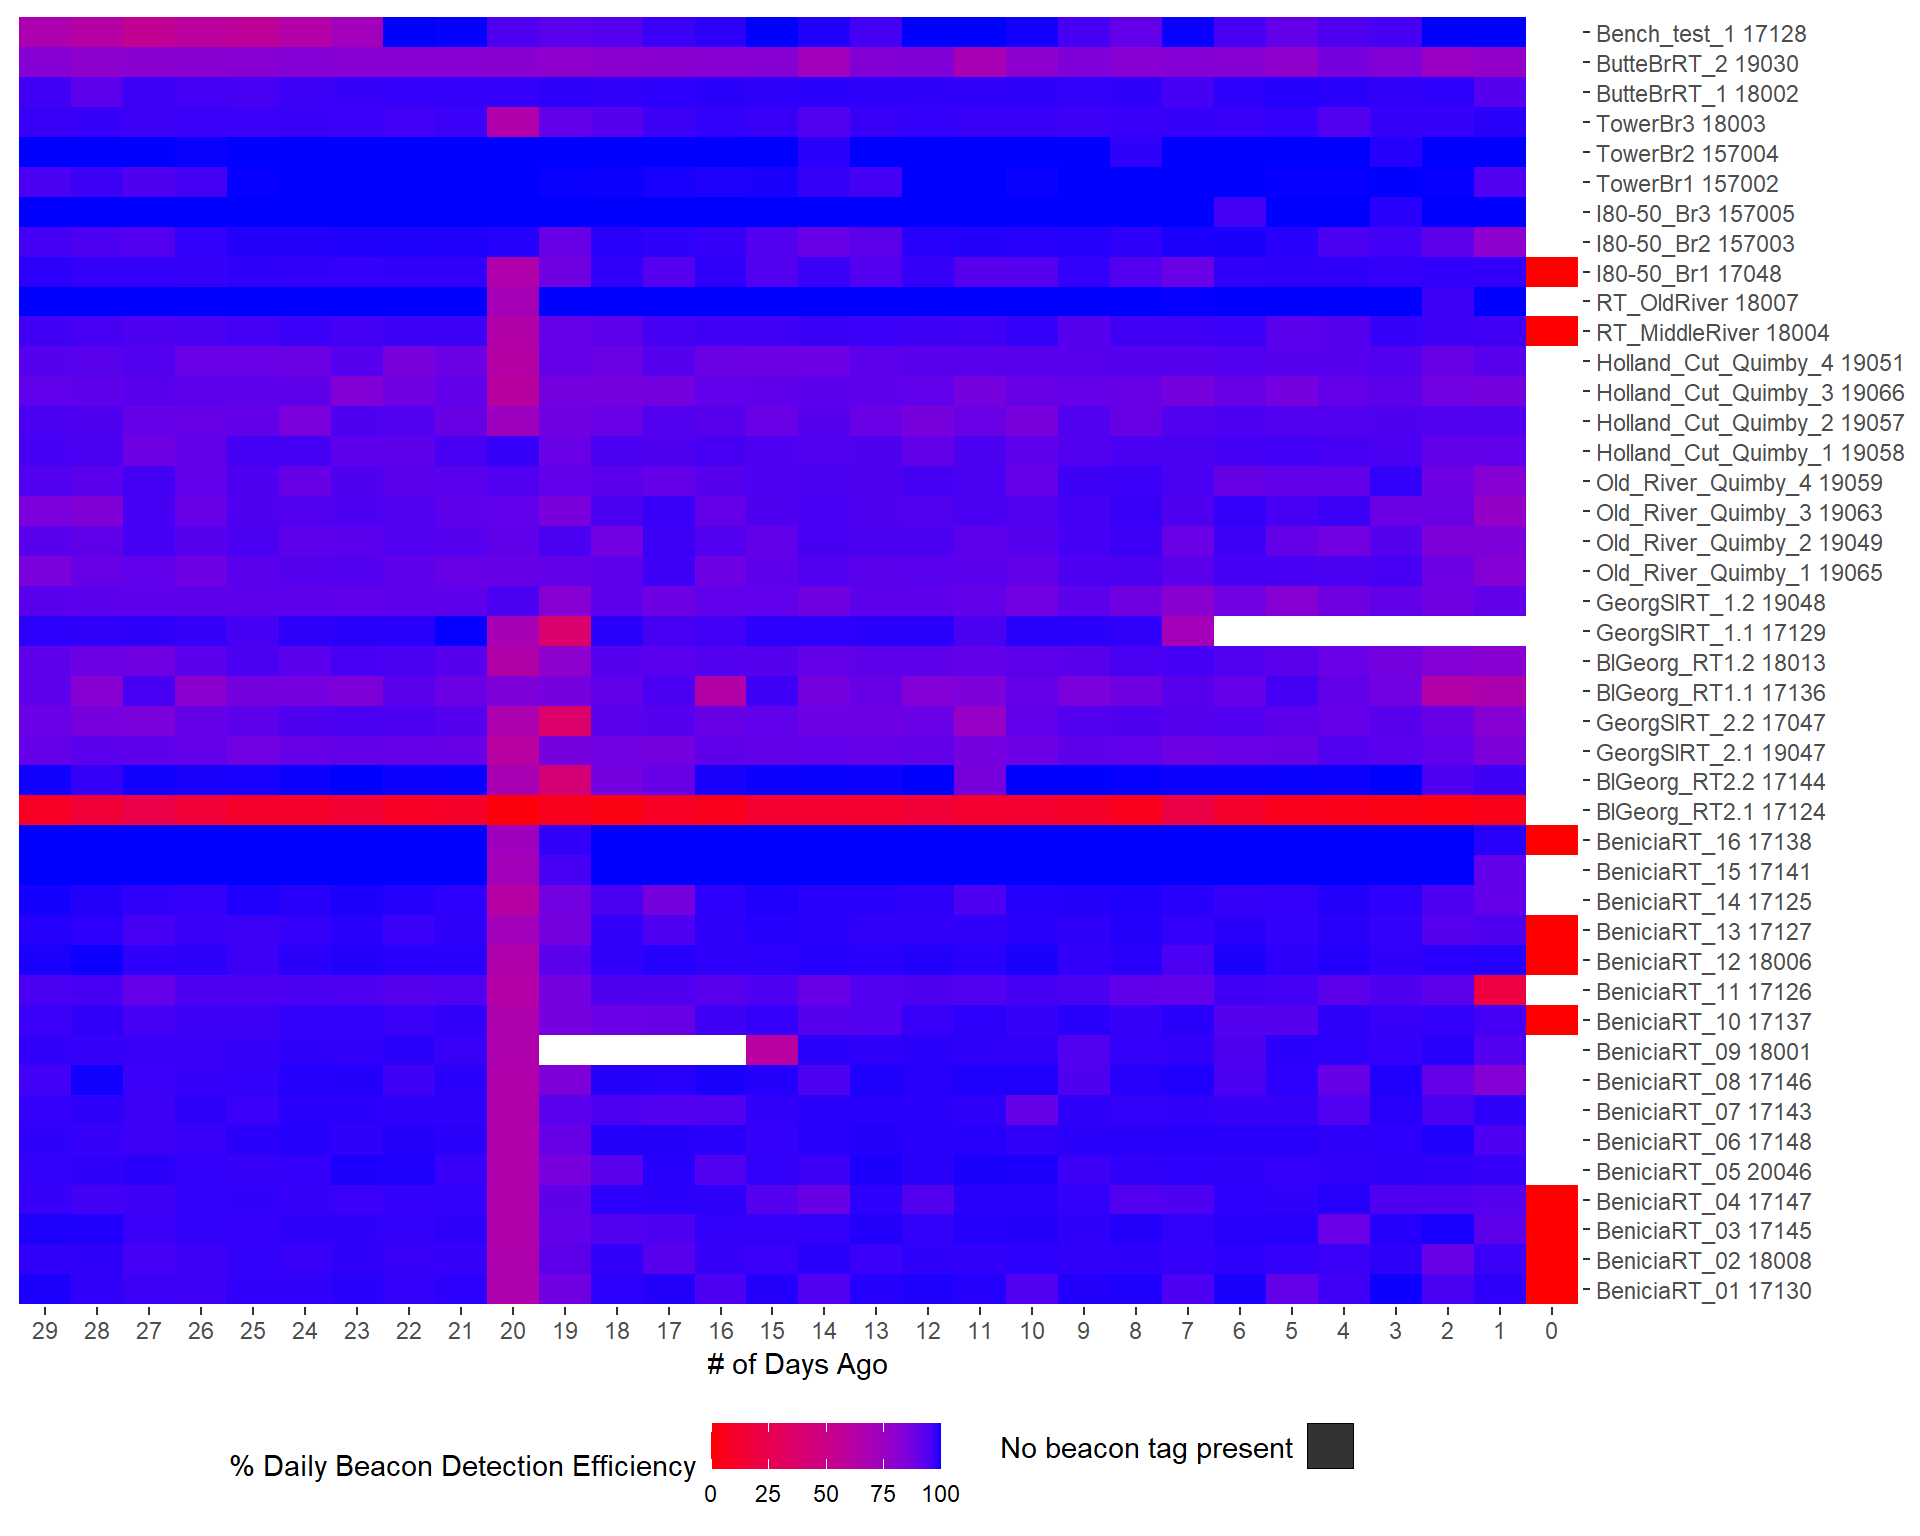 Bench_test_1 17128
ButteBrRT_2 19030
ButteBrRT_1 18002
TowerBr3 18003
TowerBr2 157004
TowerBr1 157002
I80-50_Br3 157005
I80-50_Br2 157003
I80-50_Br1 17048
RT_OldRiver 18007
RT_MiddleRiver 18004
Holland_Cut_Quimby_4 19051
Holland_Cut_Quimby_3 19066
Holland_Cut_Quimby_2 19057
Holland_Cut_Quimby_1 19058
Old_River_Quimby_4 19059
Old_River_Quimby_3 19063
Old_River_Quimby_2 19049
Old_River_Quimby_1 19065
GeorgSlRT_1.2 19048
GeorgSlRT_1.1 17129
BlGeorg_RT1.2 18013
BlGeorg_RT1.1 17136
GeorgSlRT_2.2 17047
GeorgSlRT_2.1 19047
BlGeorg_RT2.2 17144
BlGeorg_RT2.1 17124
BeniciaRT_16 17138
BeniciaRT_15 17141
BeniciaRT_14 17125
BeniciaRT_13 17127
BeniciaRT_12 18006
BeniciaRT_11 17126
BeniciaRT_10 17137
BeniciaRT_09 18001
BeniciaRT_08 17146
BeniciaRT_07 17143
BeniciaRT_06 17148
BeniciaRT_05 20046
BeniciaRT_04 17147
BeniciaRT_03 17145
BeniciaRT_02 18008
BeniciaRT_01 17130
29 28 27 26 25 24 23 22 21 20 19 18 17 16 15 14 13 12 11 10 9 8 7 6 5 4 3 2 1 0
# of Days Ago
% Daily Beacon Detection Efficiency
0 25 50 75 100
No beacon tag present